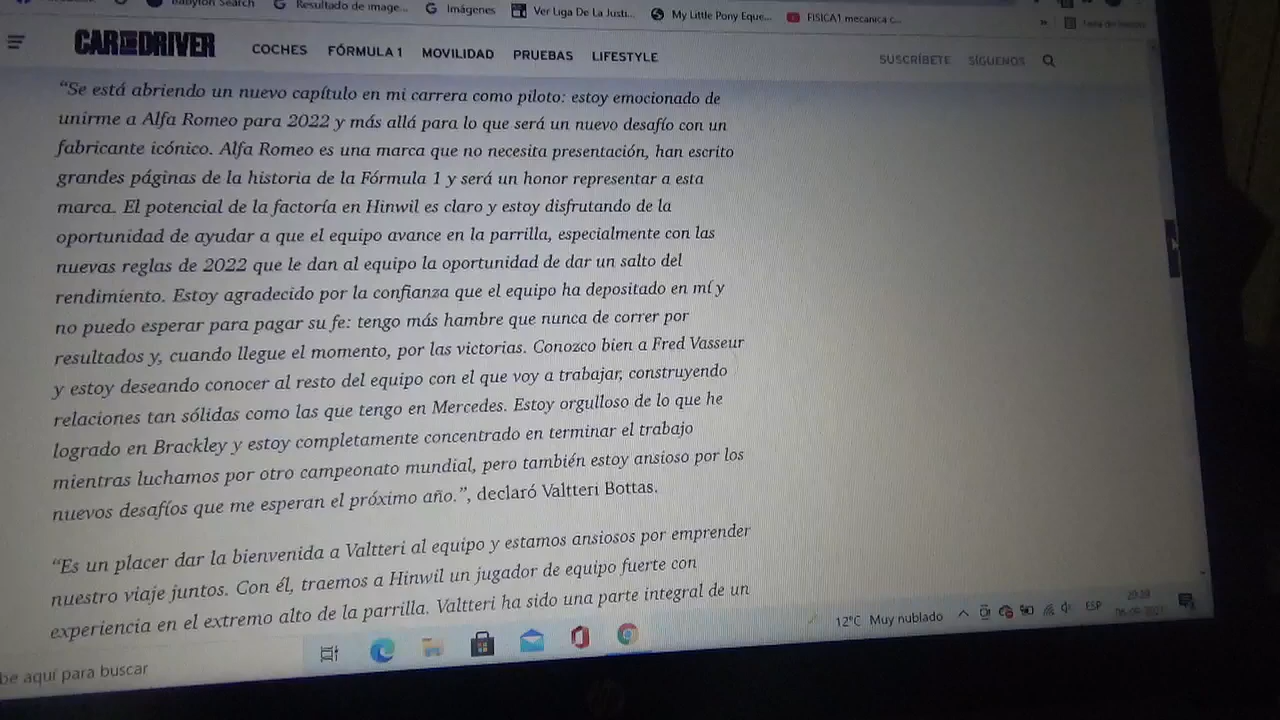 Babylon Search
Resultado de image...
Imágenes
Ver Liga De La Justi...
My Little Pony Eque...
FISICA1 mecanica c...
»
CAR AND DRIVER
COCHES FÓRMULA 1 MOVILIDAD PRUEBAS LIFESTYLE
SUSCRÍBETE SÍGUENOS
“Se está abriendo un nuevo capítulo en mi carrera como piloto: estoy emocionado de
unirme a Alfa Romeo para 2022 y más allá para lo que será un nuevo desafío con un
fabricante icónico. Alfa Romeo es una marca que no necesita presentación, han escrito
grandes páginas de la historia de la Fórmula 1 y será un honor representar a esta
marca. El potencial de la factoría en Hinwil es claro y estoy disfrutando de la
oportunidad de ayudar a que el equipo avance en la parrilla, especialmente con las
nuevas reglas de 2022 que le dan al equipo la oportunidad de dar un salto del
rendimiento. Estoy agradecido por la confianza que el equipo ha depositado en mí y
no puedo esperar para pagar su fe: tengo más hambre que nunca de correr por
resultados y, cuando llegue el momento, por las victorias. Conozco bien a Fred Vasseur
y estoy deseando conocer al resto del equipo con el que voy a trabajar, construyendo
relaciones tan sólidas como las que tengo en Mercedes. Estoy orgulloso de lo que he
logrado en Brackley y estoy completamente concentrado en terminar el trabajo
mientras luchamos por otro campeonato mundial, pero también estoy ansioso por los
nuevos desafíos que me esperan el próximo año.”, declaró Valtteri Bottas.
“Es un placer dar la bienvenida a Valtteri al equipo y estamos ansiosos por emprender
nuestro viaje juntos. Con él, traemos a Hinwil un jugador de equipo fuerte con
experiencia en el extremo alto de la parrilla. Valtteri ha sido una parte integral de un
be aquí para buscar
12°C Muy nublado
ESP